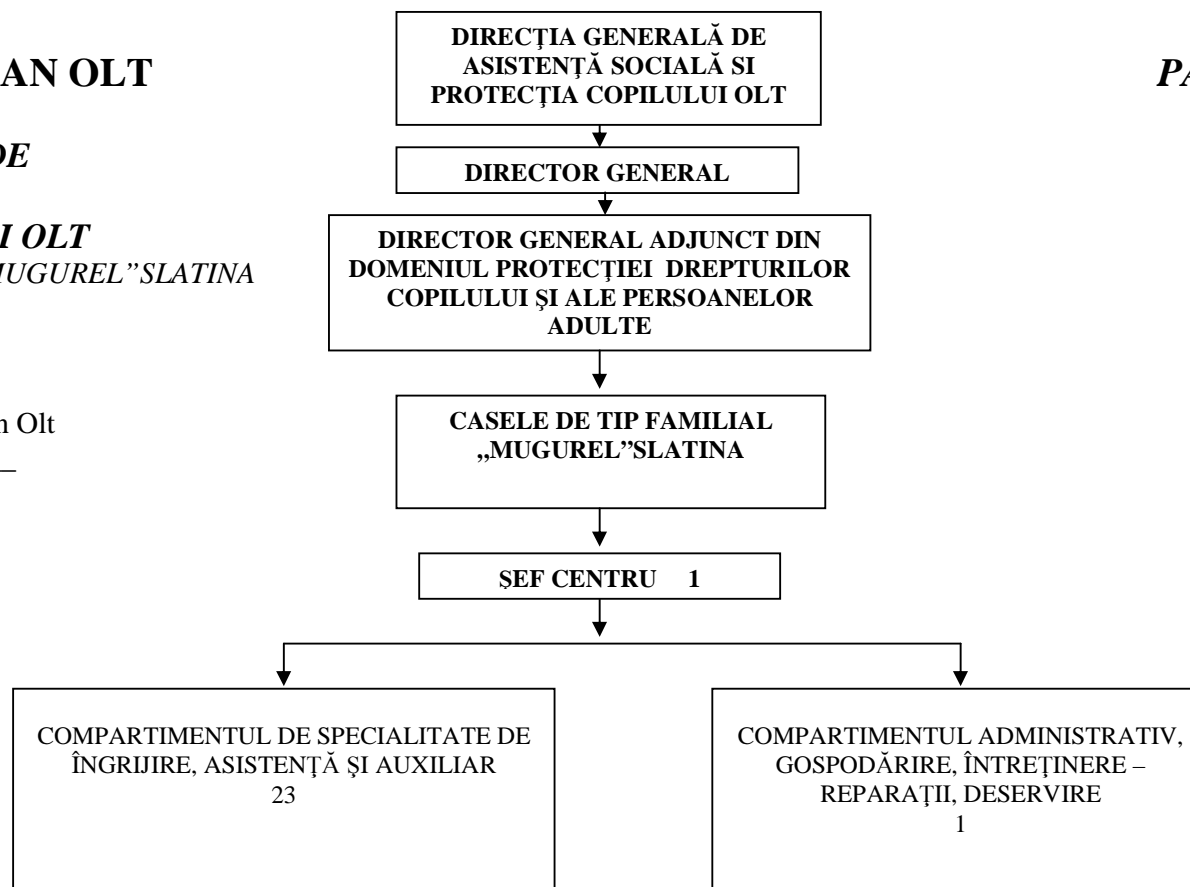 AN OLT
DE
I OLT
MUGUREL”SLATINA
n Olt
–
PA
DIRECŢIA GENERALĂ DE
ASISTENŢĂ SOCIALĂ SI
PROTECŢIA COPILULUI OLT
DIRECTOR GENERAL
DIRECTOR GENERAL ADJUNCT DIN
DOMENIUL PROTECŢIEI DREPTURILOR
COPILULUI ŞI ALE PERSOANELOR
ADULTE
CASELE DE TIP FAMILIAL
„MUGUREL”SLATINA
ŞEF CENTRU 1
COMPARTIMENTUL DE SPECIALITATE DE
ÎNGRIJIRE, ASISTENŢĂ ŞI AUXILIAR
23
COMPARTIMENTUL ADMINISTRATIV,
GOSPODĂRIRE, ÎNTREŢINERE –
REPARAŢII, DESERVIRE
1